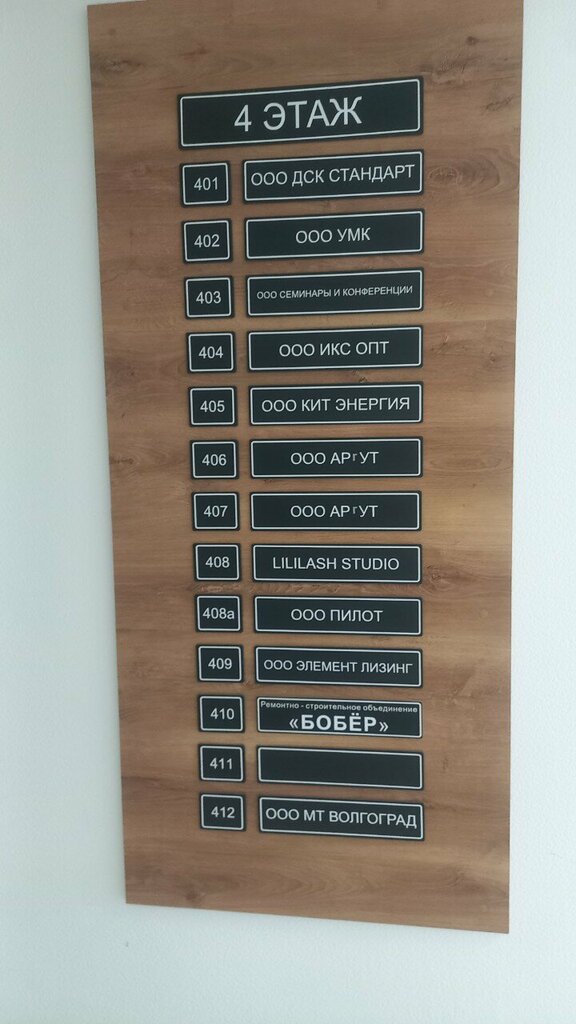 4 ЭТАЖ
401 ООО ДСК СТАНДАРТ
402 ООО УМК
403 ООО СЕМИНАРЫ И КОНФЕРЕНЦИИ
404 ООО ИКС ОПТ
405 ООО КИТ ЭНЕРГИЯ
406 ООО АРгУТ
407 ООО АРгУТ
408 LILILASH STUDIO
408а ООО ПИЛОТ
409 ООО ЭЛЕМЕНТ ЛИЗИНГ
410 Ремонтно - строительное объединение
«БОБЁР»
411
412 ООО МТ ВОЛГОГРАД